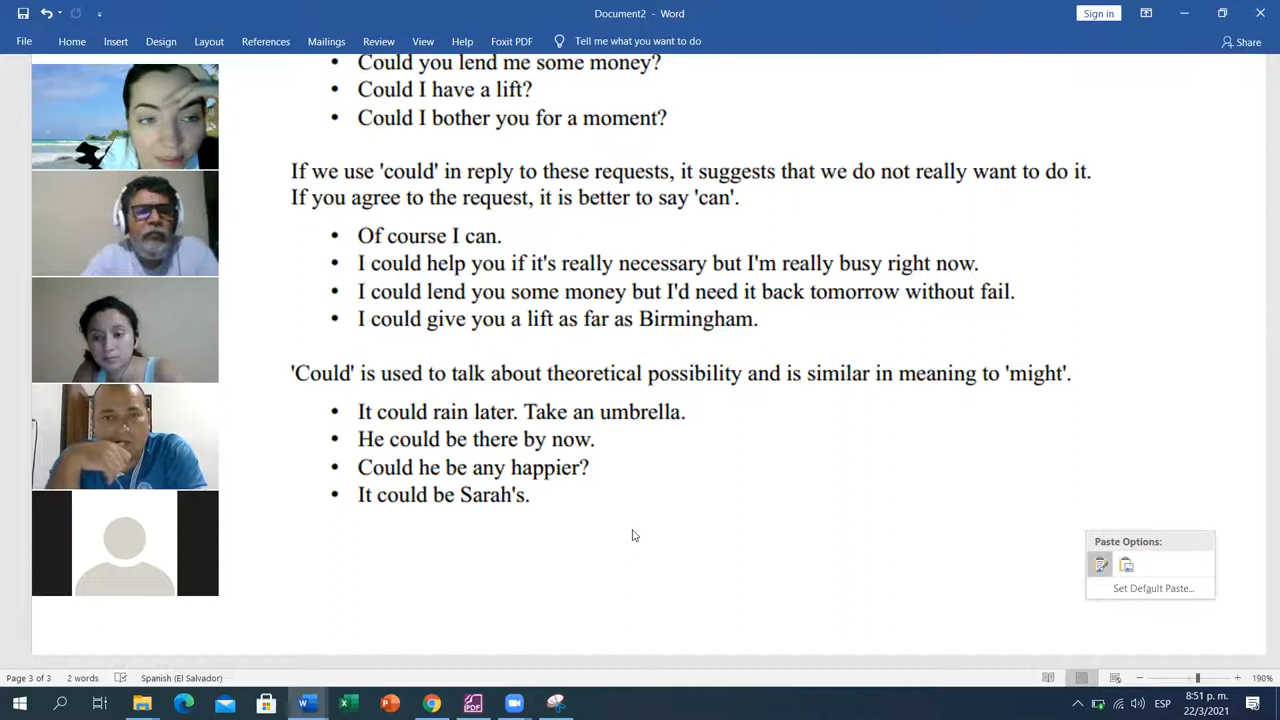 Document2 - Word
Sign in
File Home Insert Design Layout References Mailings Review View Help Foxit PDF Tell me what you want to do Share
• Could you lend me some money?
• Could I have a lift?
• Could I bother you for a moment?
If we use 'could' in reply to these requests, it suggests that we do not really want to do it.
If you agree to the request, it is better to say 'can'.
• Of course I can.
• I could help you if it's really necessary but I'm really busy right now.
• I could lend you some money but I'd need it back tomorrow without fail.
• I could give you a lift as far as Birmingham.
'Could' is used to talk about theoretical possibility and is similar in meaning to 'might'.
• It could rain later. Take an umbrella.
• He could be there by now.
• Could he be any happier?
• It could be Sarah's.
Paste Options:
Set Default Paste...
Page 3 of 3 2 words Spanish (El Salvador) 190%
8:51 p. m.
ESP
22/3/2021